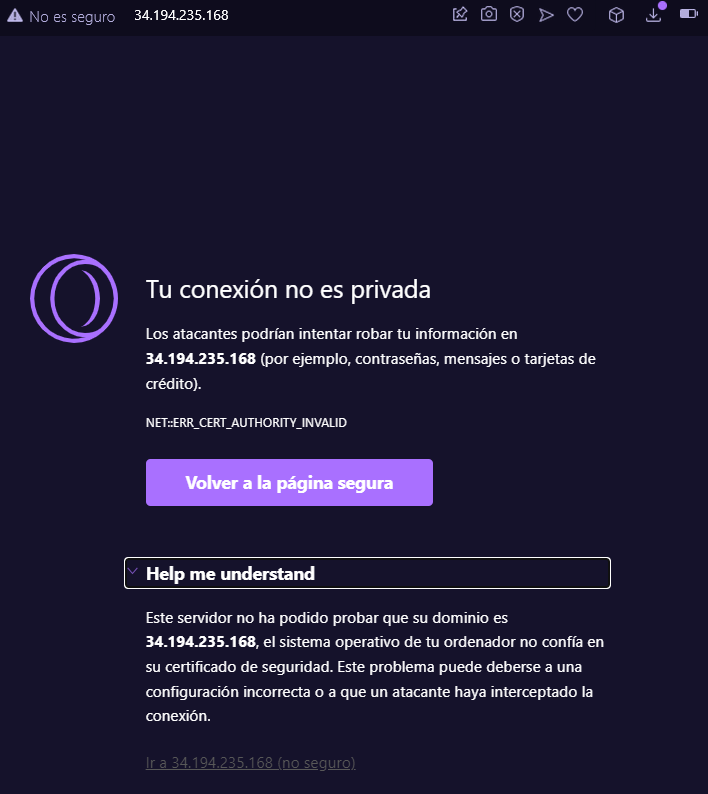 No es seguro 34.194.235.168
Tu conexión no es privada
Los atacantes podrían intentar robar tu información en
34.194.235.168 (por ejemplo, contraseñas, mensajes o tarjetas de
crédito).
NET::ERR_CERT_AUTHORITY_INVALID
Volver a la página segura
Help me understand
Este servidor no ha podido probar que su dominio es
34.194.235.168, el sistema operativo de tu ordenador no confía en
su certificado de seguridad. Este problema puede deberse a una
configuración incorrecta o a que un atacante haya interceptado la
conexión.
Ir a 34.194.235.168 (no seguro)